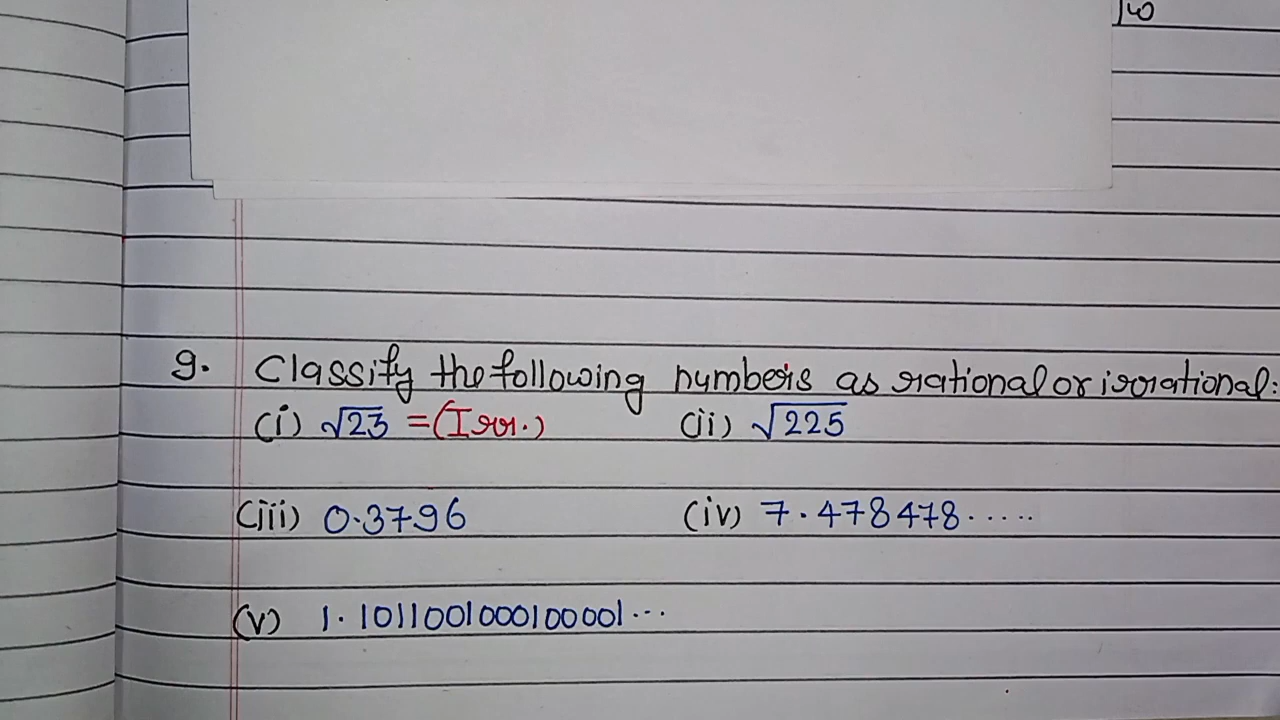 9. Classify the following numbers as rational or irrational:
(i) √23 = (Irr.) (ii) √225
(iii) 0.3796 (iv) 7.478478.....
(v) 1.1011001000100001...